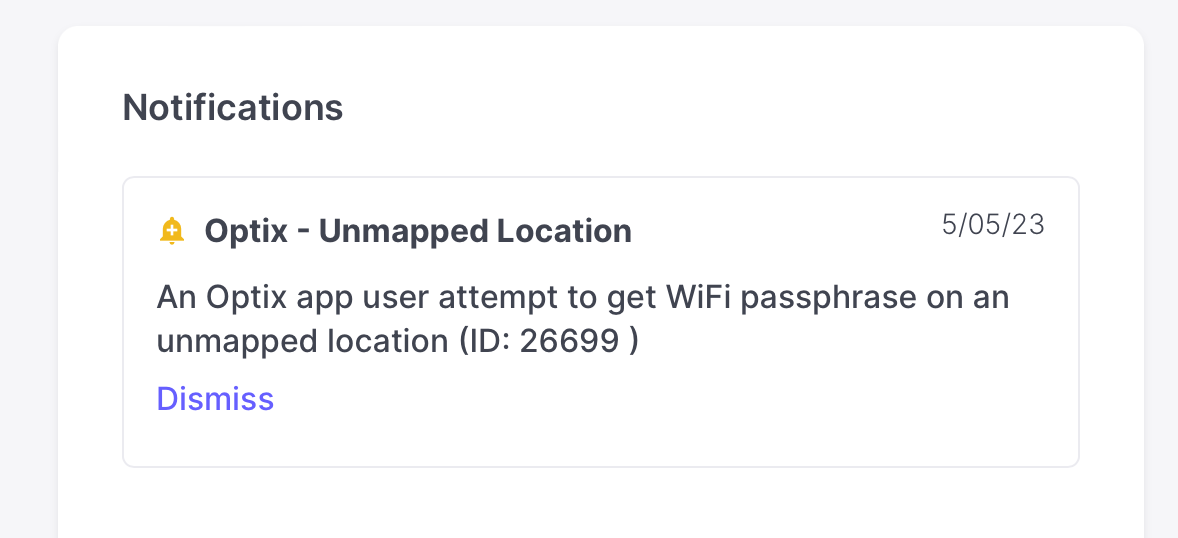 Notifications
Optix - Unmapped Location
5/05/23
An Optix app user attempt to get WiFi passphrase on an
unmapped location (ID: 26699 )
Dismiss